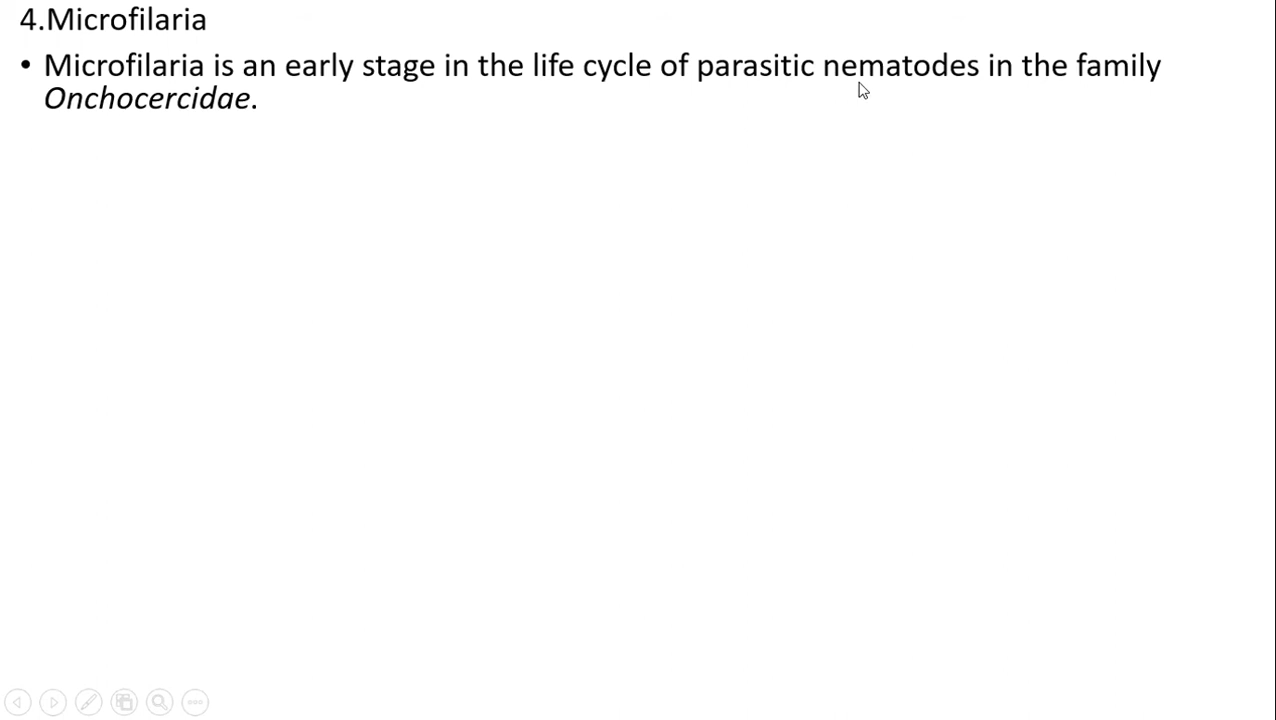 4.Microfilaria
• Microfilaria is an early stage in the life cycle of parasitic nematodes in the family
Onchocercidae.